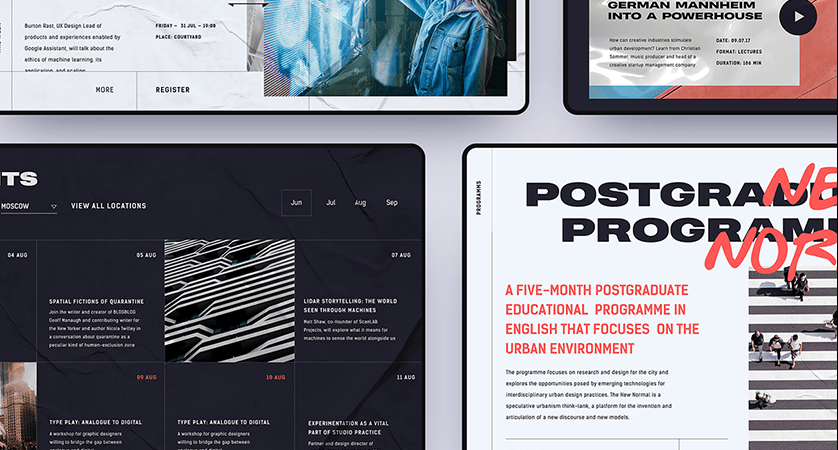 Burton Rast, UX Design Lead of
products and experiences enabled by
Google Assistant, will talk about the
ethics of machine learning, its
application, and scaling
FRIDAY – 31 JUL – 19:00
PLACE: COURTYARD
MORE
REGISTER
GERMAN MANNHEIM
INTO A POWERHOUSE
How can creative industries stimulate
urban development? Learn from Christian
Sommer, music producer and head of a
creative startup management company
DATE: 09.07.17
FORMAT: LECTURES
DURATION: 186 MIN
NTS
MOSCOW
VIEW ALL LOCATIONS
Jun
Jul
Aug
Sep
04 AUG
05 AUG
SPATIAL FICTIONS OF QUARANTINE
Join the writer and creator of BLDGBLOG
Geoff Manaugh and contributing writer for
the New Yorker and author Nicola Twilley in
a conversation about quarantine as a
peculiar kind of human-exclusion zone
07 AUG
LIDAR STORYTELLING: THE WORLD
SEEN THROUGH MACHINES
Matt Shaw, co-founder of ScanLAB
Projects, will explore what it means for
machines to sense the world alongside us
09 AUG
TYPE PLAY: ANALOGUE TO DIGITAL
A workshop for graphic designers
willing to bridge the gap between
10 AUG
TYPE PLAY: ANALOGUE TO DIGITAL
A workshop for graphic designers
willing to bridge the gap between
11 AUG
EXPERIMENTATION AS A VITAL
PART OF STUDIO PRACTICE
Partner and design director of
PROGRAMMS
POSTGRADU
PROGRAMM
NE
NOR
A FIVE-MONTH POSTGRADUATE
EDUCATIONAL PROGRAMME IN
ENGLISH THAT FOCUSES ON THE
URBAN ENVIRONMENT
The programme focuses on research and design for the city and
explores the opportunities posed by emerging technologies for
interdisciplinary urban design practices. The New Normal is a
speculative urbanism think-tank, a platform for the invention and
articulation of a new discourse and new models.